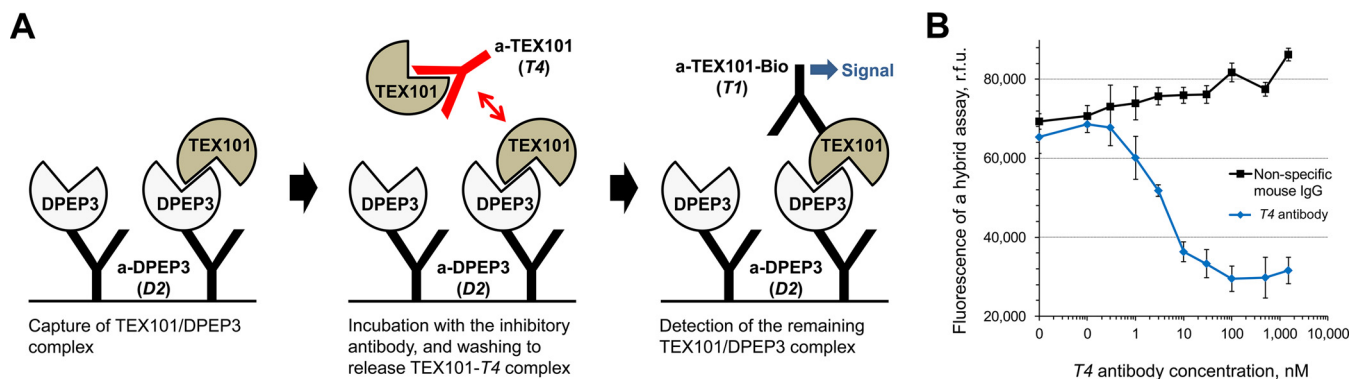 A
TEX101
DPEP3
DPEP3
a-DPEP3
(D2)
Capture of TEX101/DPEP3
complex
a-TEX101
(T4)
TEX101
TEX101
DPEP3
DPEP3
a-DPEP3
(D2)
Incubation with the inhibitory
antibody, and washing to
release TEX101-T4 complex
a-TEX101-Bio
(T1)
Signal
TEX101
DPEP3
DPEP3
a-DPEP3
(D2)
Detection of the remaining
TEX101/DPEP3 complex
B
Fluorescence of a hybrid assay, r.f.u.
80,000
60,000
40,000
20,000
Non-specific
mouse IgG
T4 antibody
0 0 1 10 100 1,000 10,000
T4 antibody concentration, nM